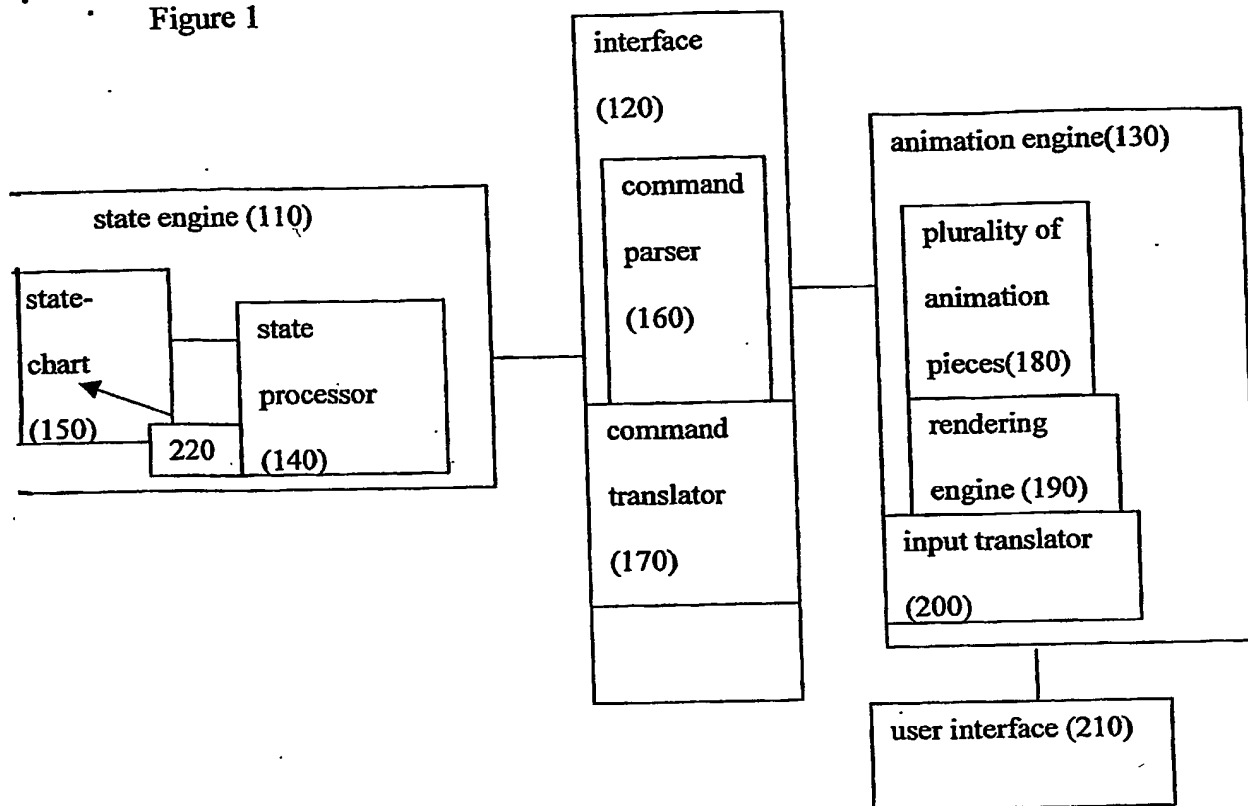 Figure 1
interface
(120)
command
parser
(160)
command
translator
(170)
state engine (110)
state-
chart
(150)
220
state
processor
(140)
animation engine(130)
plurality of
animation
pieces(180)
rendering
engine (190)
input translator
(200)
user interface (210)